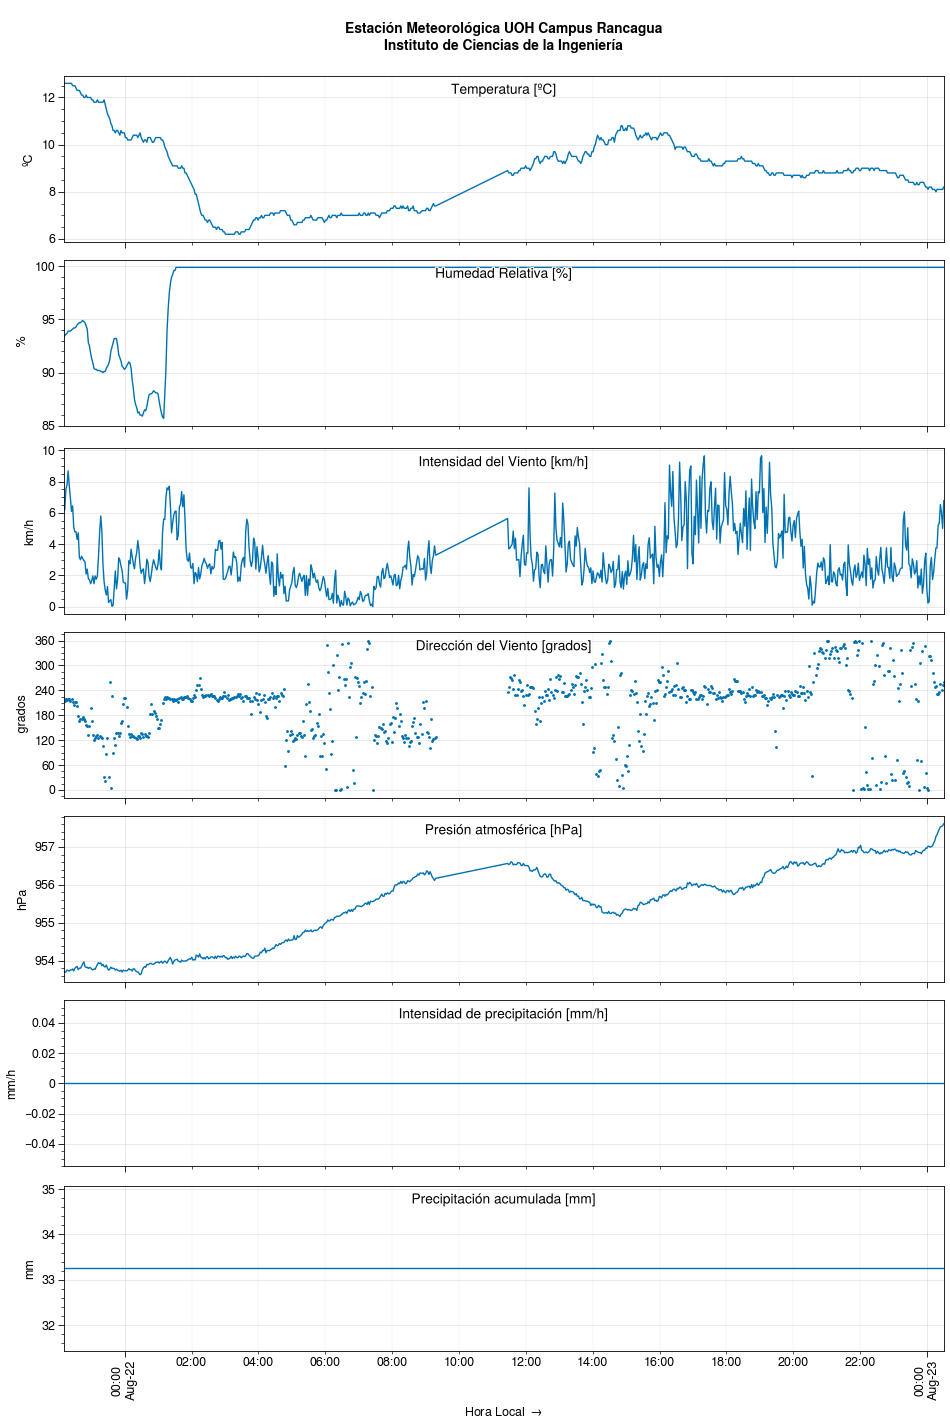 Estación Meteorológica UOH Campus Rancagua
Instituto de Ciencias de la Ingeniería
Temperatura [ºC]
12
10
8
6
ºC
Humedad Relativa [%]
100
95
90
85
%
Intensidad del Viento [km/h]
10
8
6
4
2
0
km/h
Dirección del Viento [grados]
360
300
240
180
120
60
0
grados
Presión atmosférica [hPa]
957
956
955
954
hPa
Intensidad de precipitación [mm/h]
0.04
0.02
0
−0.02
−0.04
mm/h
Precipitación acumulada [mm]
35
34
33
32
mm
00:00
Aug-22
02:00
04:00
06:00
08:00
10:00
12:00
14:00
16:00
18:00
20:00
22:00
00:00
Aug-23
Hora Local →